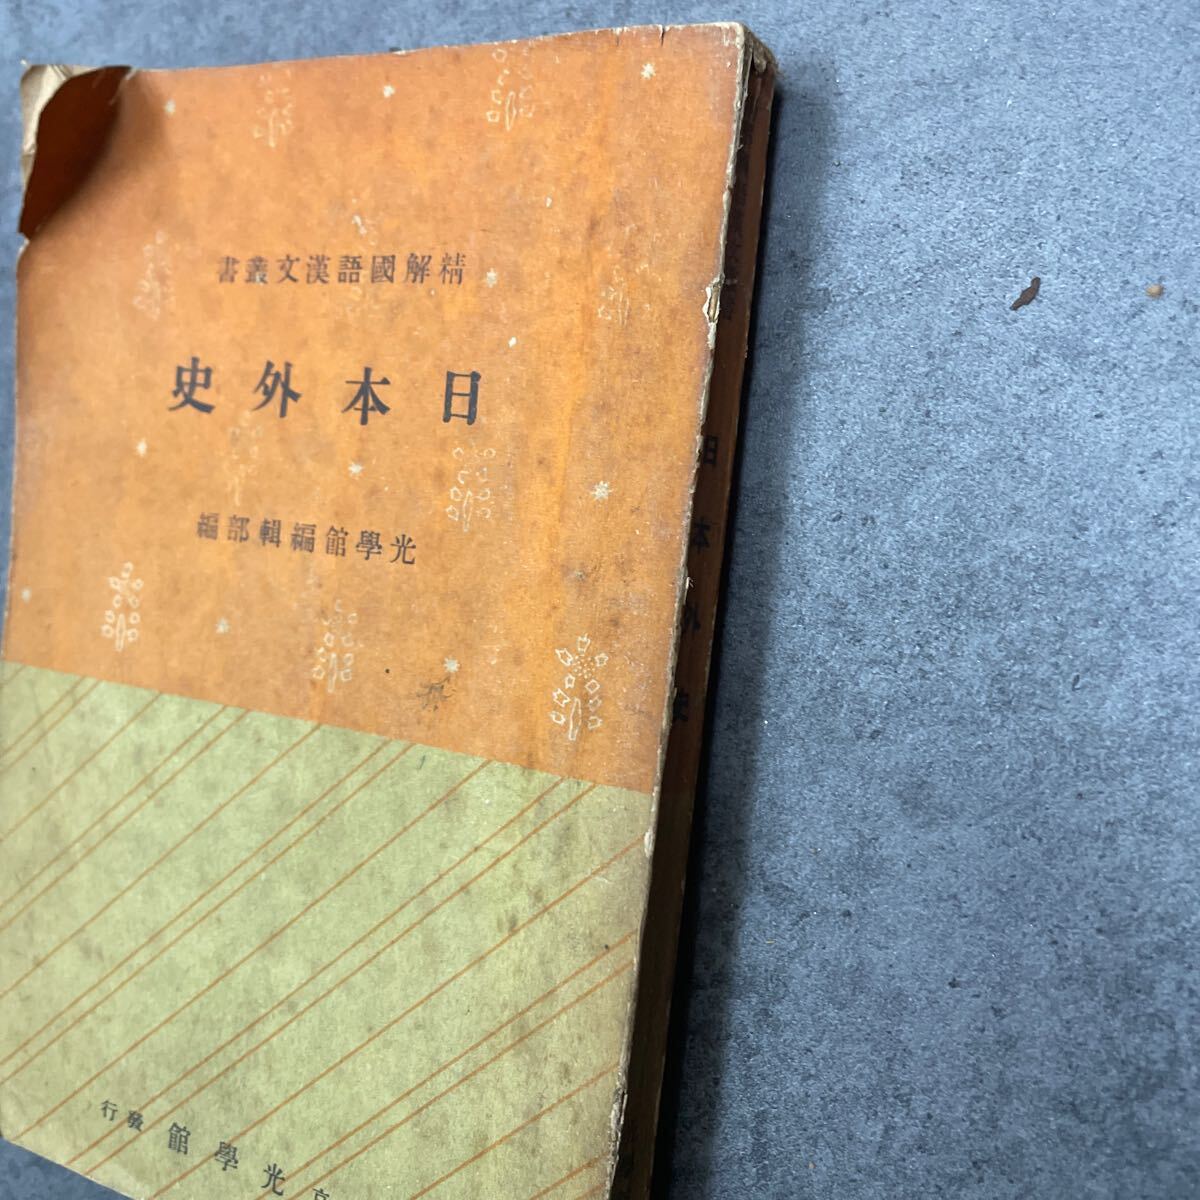 精解國語漢文叢書
日本外史
光學館編輯部編
京光學館發行
日本外史